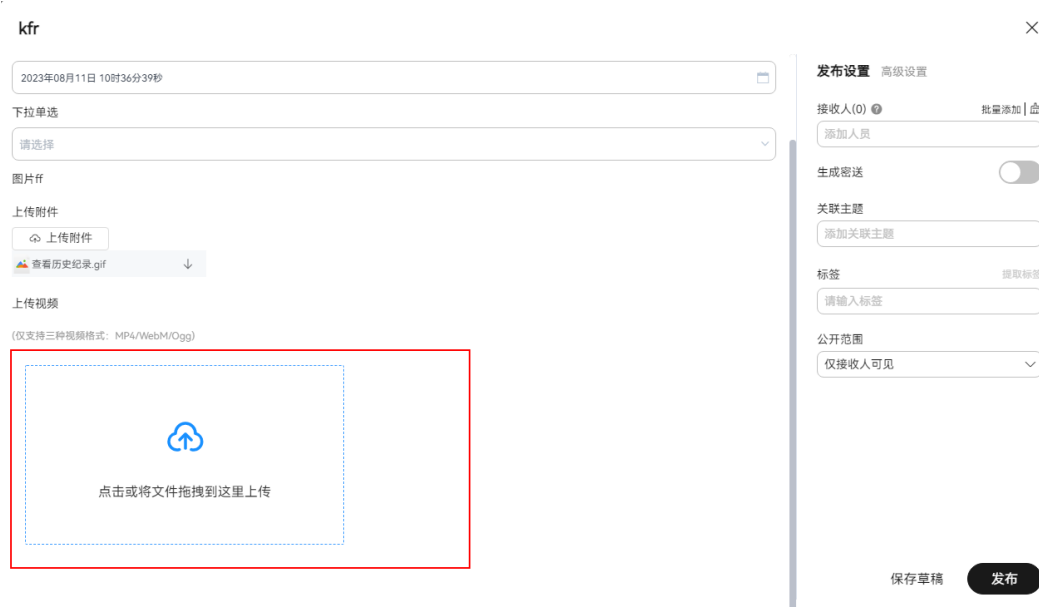 kfr
2023年08月11日 10时36分39秒
下拉单选
请选择
图片ff
上传附件
上传附件
查看历史纪录.gif
上传视频
(仅支持三种视频格式：MP4/WebM/Ogg)
点击或将文件拖拽到这里上传
发布设置 高级设置
接收人(0) 批量添加
添加人员
生成密送
关联主题
添加关联主题
标签 提取标签
请输入标签
公开范围
仅接收人可见
保存草稿 发布